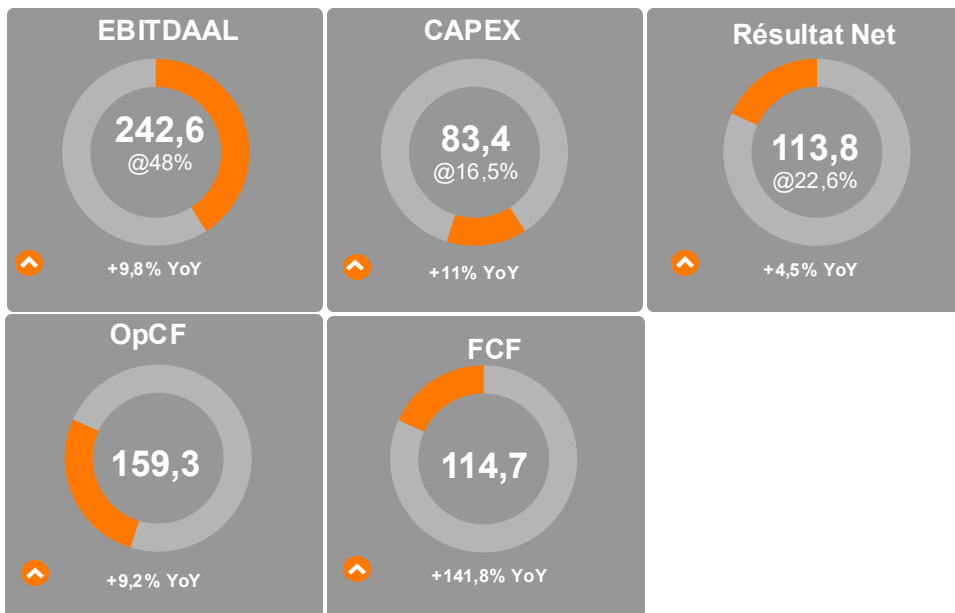 EBITDAAL
242,6
@48%
+9,8% YoY
CAPEX
83,4
@16,5%
+11% YoY
Résultat Net
113,8
@22,6%
+4,5% YoY
OpCF
159,3
+9,2% YoY
FCF
114,7
+141,8% YoY